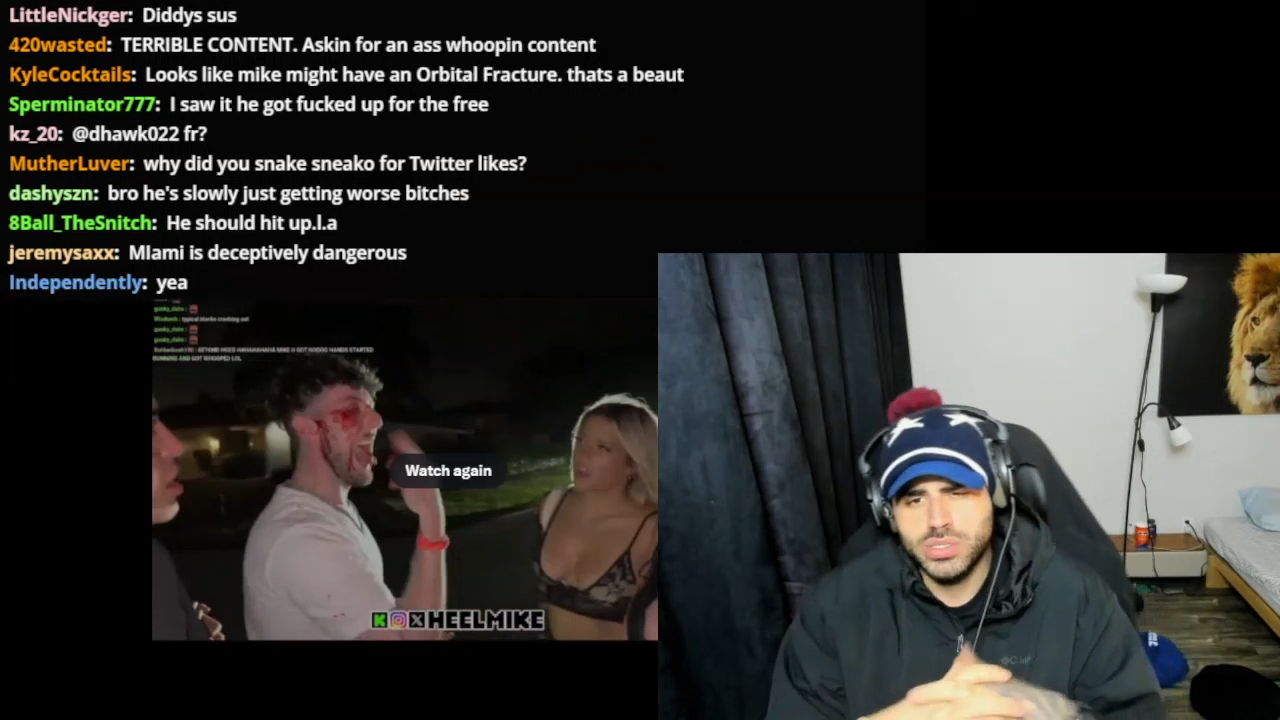 LittleNickger: Diddys sus
420wasted: TERRIBLE CONTENT. Askin for an ass whoopin content
KyleCocktails: Looks like mike might have an Orbital Fracture. thats a beaut
Sperminator777: I saw it he got fucked up for the free
kz_20: @dhawk022 fr?
MutherLuver: why did you snake sneako for Twitter likes?
dashyszn: bro he's slowly just getting worse bitches
8Ball_TheSnitch: He should hit up.l.a
jeremysaxx: MIami is deceptively dangerous
Independently: yea
Watch again
K X HEELMIKE